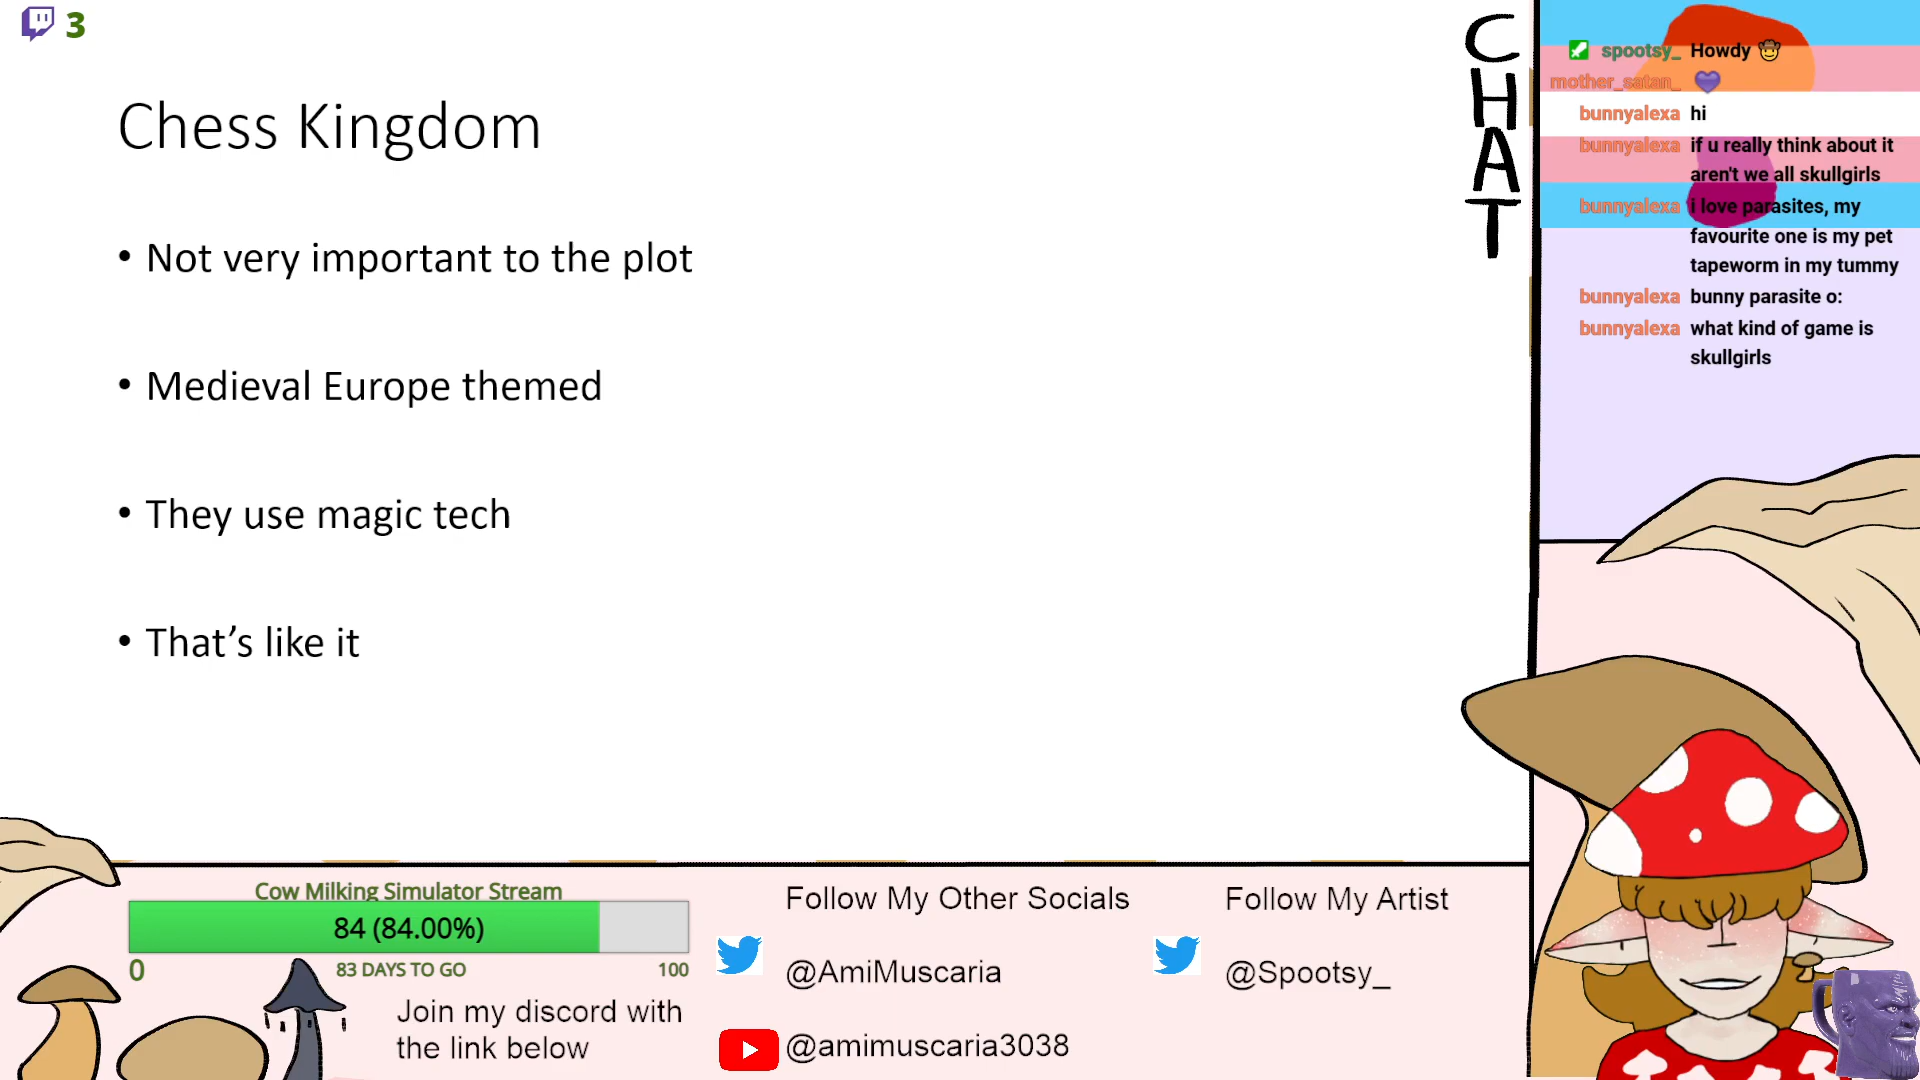 3
Chess Kingdom
• Not very important to the plot
• Medieval Europe themed
• They use magic tech
• That's like it
C
H
A
T
spootsy_ Howdy 🤠
mother_satan_ 💜
bunnyalexa hi
bunnyalexa if u really think about it
aren't we all skullgirls
bunnyalexa i love parasites, my
favourite one is my pet
tapeworm in my tummy
bunnyalexa bunny parasite o:
bunnyalexa what kind of game is
skullgirls
Cow Milking Simulator Stream
84 (84.00%)
0 83 DAYS TO GO 100
Join my discord with
the link below
Follow My Other Socials
@AmiMuscaria
@amimuscaria3038
Follow My Artist
@Spootsy_